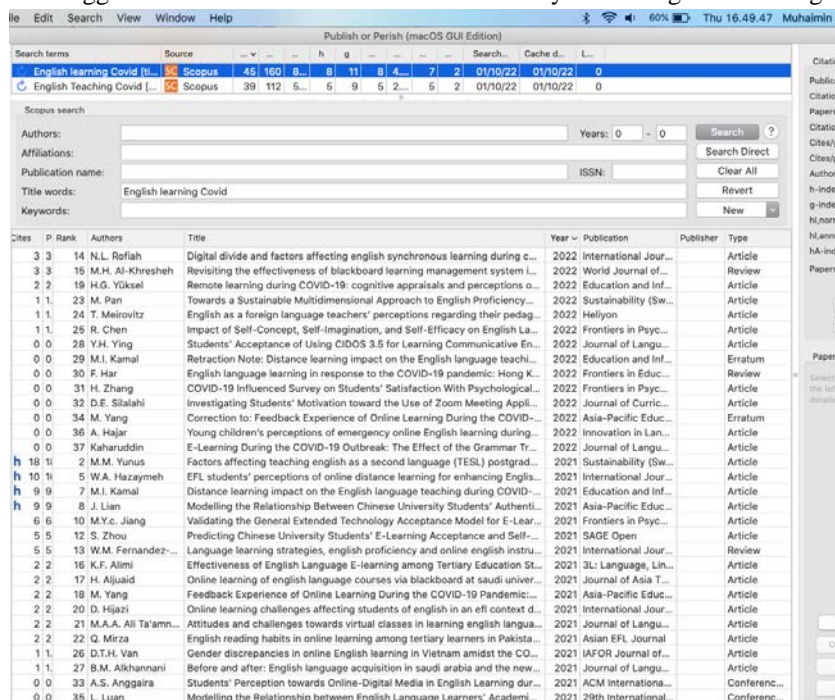 File Edit Search View Window Help 60% Thu 16.49.47 Muhaimin
Publish or Perish (macOS GUI Edition)
Search terms Source h g Search... Cache d... L...
English learning Covid [ti... SC Scopus 45 160 8... 8 11 8 4... 7 2 01/10/22 01/10/22 0
English Teaching Covid [... SC Scopus 39 112 5... 5 9 5 2... 5 2 01/10/22 01/10/22 0
Scopus search
Authors: Years: 0 - 0 Search ?
Affiliations: Search Direct
Publication name: ISSN: Clear All
Title words: English learning Covid Revert
Keywords: New
Cites P Rank Authors Title Year Publication Publisher Type
3 3 14 N.L. Rofiah Digital divide and factors affecting english synchronous learning during c... 2022 International Jour... Article
3 3 15 M.H. Al-Khresheh Revisiting the effectiveness of blackboard learning management system i... 2022 World Journal of... Review
2 2 19 H.G. Yüksel Remote learning during COVID-19: cognitive appraisals and perceptions o... 2022 Education and Inf... Article
1 1. 23 M. Pan Towards a Sustainable Multidimensional Approach to English Proficiency... 2022 Sustainability (Sw... Article
1 1. 24 T. Meirovitz English as a foreign language teachers' perceptions regarding their pedag... 2022 Heliyon Article
1 1. 25 R. Chen Impact of Self-Concept, Self-Imagination, and Self-Efficacy on English La... 2022 Frontiers in Psyc... Article
0 0 28 Y.H. Ying Students' Acceptance of Using CIDOS 3.5 for Learning Communicative En... 2022 Journal of Langu... Article
0 0 29 M.I. Kamal Retraction Note: Distance learning impact on the English language teachi... 2022 Education and Inf... Erratum
0 0 30 F. Har English language learning in response to the COVID-19 pandemic: Hong K... 2022 Frontiers in Educ... Review
0 0 31 H. Zhang COVID-19 Influenced Survey on Students' Satisfaction With Psychological... 2022 Frontiers in Psyc... Article
0 0 32 D.E. Silalahi Investigating Students' Motivation toward the Use of Zoom Meeting Appli... 2022 Journal of Curric... Article
0 0 34 M. Yang Correction to: Feedback Experience of Online Learning During the COVID-... 2022 Asia-Pacific Educ... Erratum
0 0 36 A. Hajar Young children's perceptions of emergency online English learning during... 2022 Innovation in Lan... Article
0 0 37 Kaharuddin E-Learning During the COVID-19 Outbreak: The Effect of the Grammar Tr... 2022 Journal of Langu... Article
h 18 2 M.M. Yunus Factors affecting teaching english as a second language (TESL) postgrad... 2021 Sustainability (Sw... Article
h 10 5 W.A. Hazaymeh EFL students' perceptions of online distance learning for enhancing Englis... 2021 International Jour... Article
h 9 9 7 M.I. Kamal Distance learning impact on the English language teaching during COVID-... 2021 Education and Inf... Article
h 9 9 8 J. Lian Modelling the Relationship Between Chinese University Students' Authenti... 2021 Asia-Pacific Educ... Article
6 6 10 M.Y.c. Jiang Validating the General Extended Technology Acceptance Model for E-Lear... 2021 Frontiers in Psyc... Article
5 5 12 S. Zhou Predicting Chinese University Students' E-Learning Acceptance and Self-... 2021 SAGE Open Article
5 5 13 W.M. Fernandez-... Language learning strategies, english proficiency and online english instru... 2021 International Jour... Review
2 2 16 K.F. Alimi Effectiveness of English Language E-learning among Tertiary Education St... 2021 3L: Language, Lin... Article
2 2 17 H. Aljuaid Online learning of english language courses via blackboard at saudi univer... 2021 Journal of Asia T... Article
2 2 18 M. Yang Feedback Experience of Online Learning During the COVID-19 Pandemic:... 2021 Asia-Pacific Educ... Article
2 2 20 D. Hijazi Online learning challenges affecting students of english in an efl context d... 2021 International Jour... Article
2 2 21 M.A.A. Ali Ta'amn... Attitudes and challenges towards virtual classes in learning english langua... 2021 Journal of Langu... Article
2 2 22 Q. Mirza English reading habits in online learning among tertiary learners in Pakista... 2021 Asian EFL Journal Article
1 1. 26 D.T.H. Van Gender discrepancies in online English learning in Vietnam amidst the CO... 2021 IAFOR Journal of... Article
1 1. 27 B.M. Alkhannani Before and after: English language acquisition in saudi arabia and the new... 2021 Journal of Langu... Article
0 0 33 A.S. Anggaira Students' Perception towards Online-Digital Media in English Learning dur... 2021 ACM Internationa... Conferenc...
0 0 35 L. Luan Modelling the Relationship between English Language Learners' Academi... 2021 29th International... Conferenc...